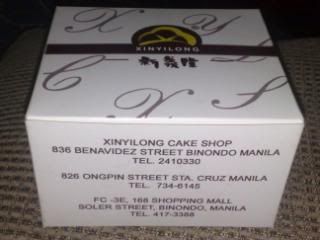 X Y L
XINYILONG
新義隆
C X Y S
XINYILONG CAKE SHOP
836 BENAVIDEZ STREET BINONDO MANILA
TEL. 2410330
826 ONGPIN STREET STA. CRUZ MANILA
TEL. 734-6145
FC -3E, 168 SHOPPING MALL
SOLER STREET, BINONDO, MANILA
TEL. 417-3388